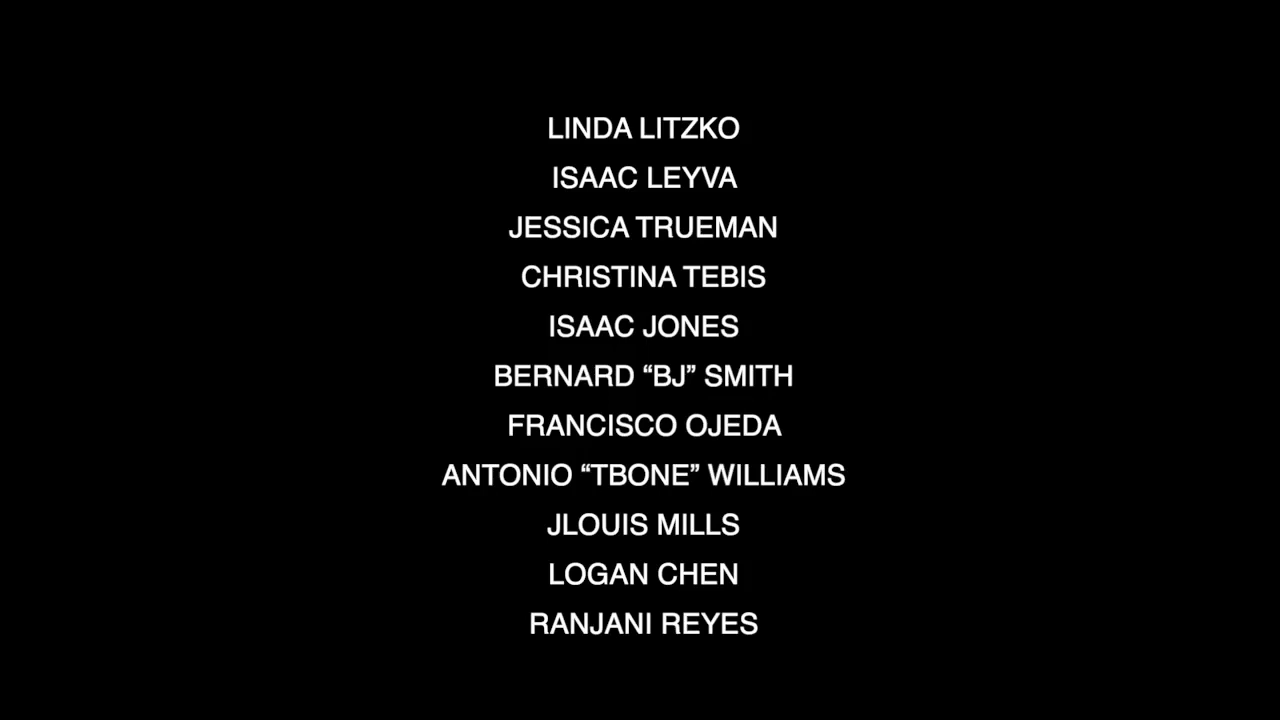 LINDA LITZKO
ISAAC LEYVA
JESSICA TRUEMAN
CHRISTINA TEBIS
ISAAC JONES
BERNARD “BJ” SMITH
FRANCISCO OJEDA
ANTONIO “TBONE” WILLIAMS
JLOUIS MILLS
LOGAN CHEN
RANJANI REYES